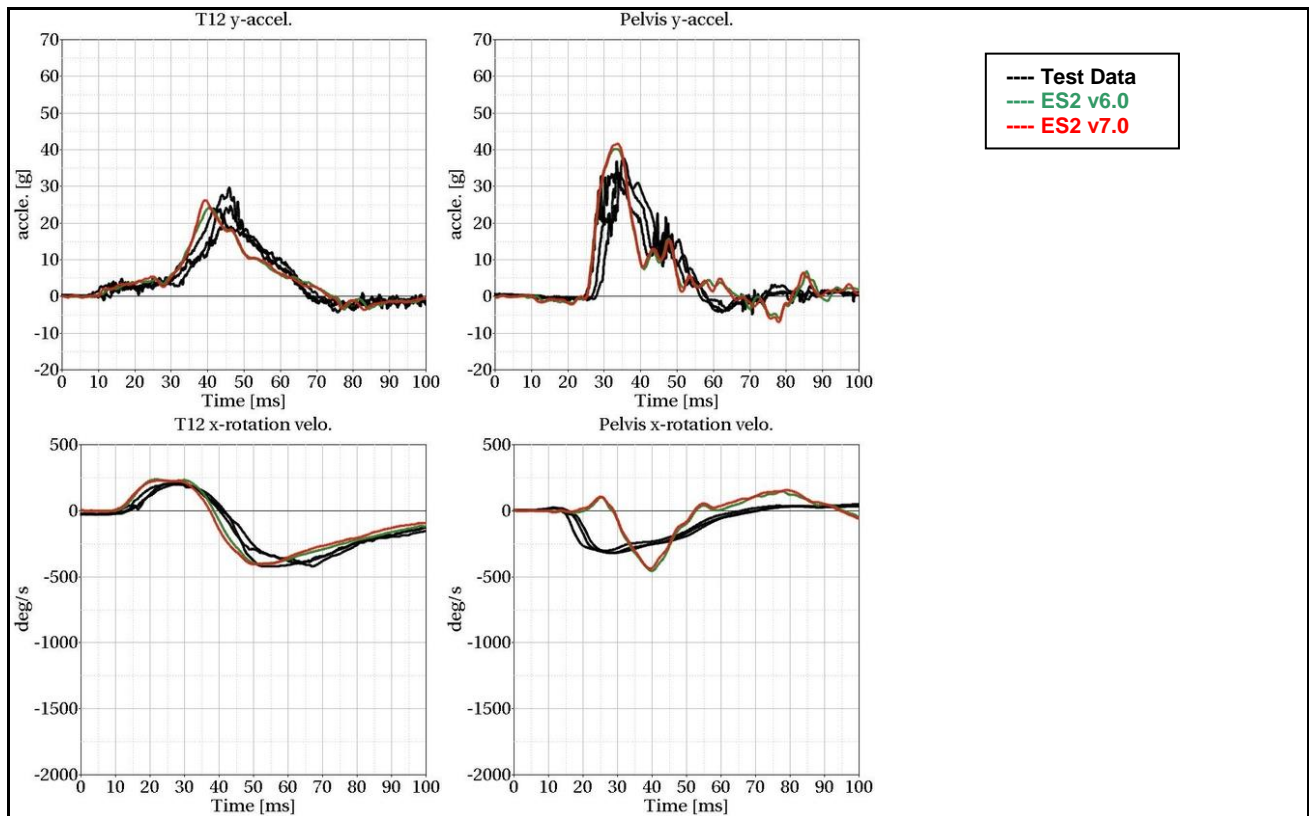 T12 y-accel.
70
60
50
40
30
20
10
0
-10
-20
accle. [g]
0 10 20 30 40 50 60 70 80 90 100
Time [ms]
Pelvis y-accel.
70
60
50
40
30
20
10
0
-10
-20
accle. [g]
0 10 20 30 40 50 60 70 80 90 100
Time [ms]
---- Test Data
---- ES2 v6.0
---- ES2 v7.0
T12 x-rotation velo.
500
0
-500
-1000
-1500
-2000
deg/s
0 10 20 30 40 50 60 70 80 90 100
Time [ms]
Pelvis x-rotation velo.
500
0
-500
-1000
-1500
-2000
deg/s
0 10 20 30 40 50 60 70 80 90 100
Time [ms]